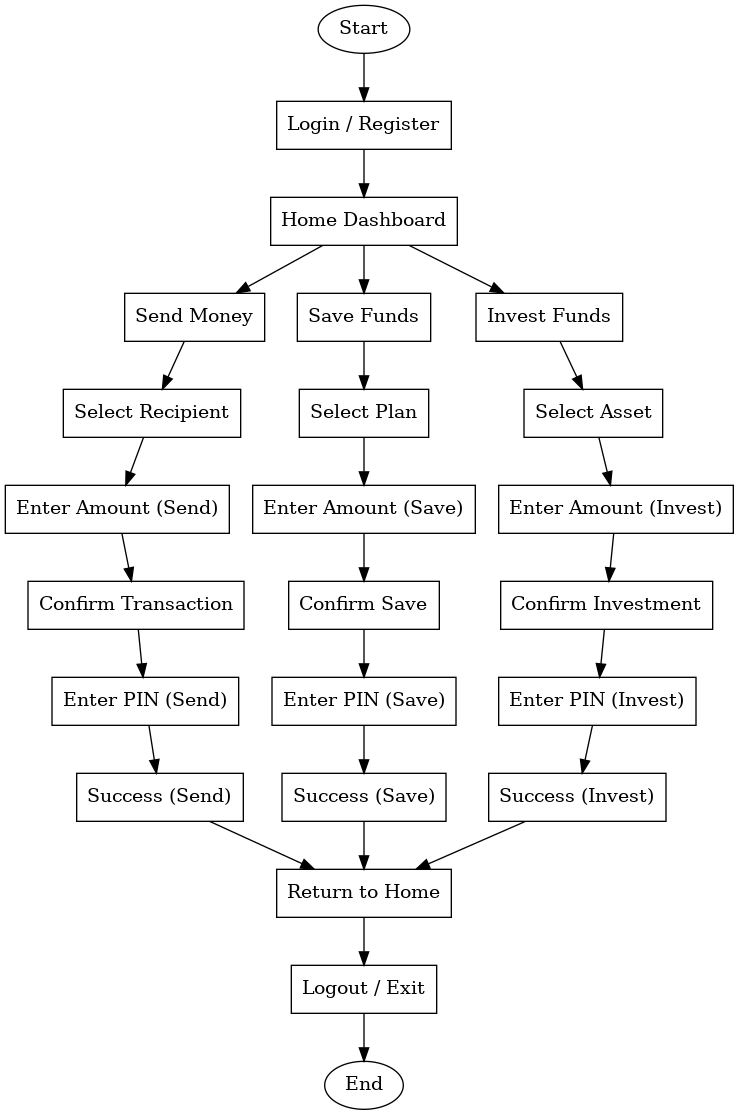 Start
Login / Register
Home Dashboard
Send Money
Save Funds
Invest Funds
Select Recipient
Select Plan
Select Asset
Enter Amount (Send)
Enter Amount (Save)
Enter Amount (Invest)
Confirm Transaction
Confirm Save
Confirm Investment
Enter PIN (Send)
Enter PIN (Save)
Enter PIN (Invest)
Success (Send)
Success (Save)
Success (Invest)
Return to Home
Logout / Exit
End